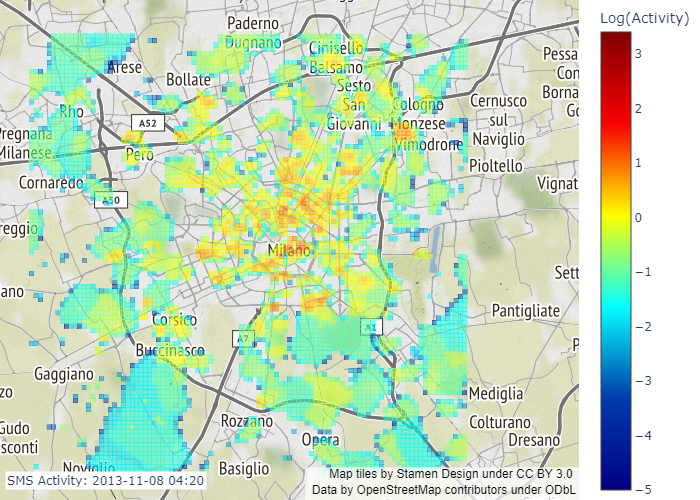 Log(Activity)
Paderno
Dugnano
Cinisello
Balsamo
Arese
Bollate
Sesto
San
Giovanni
Cologno
Monzese
Pessa
Con
Borna
Go
Rho
A52
Cernusco
sul
Naviglio
Pregnana
Milanese
Pero
Vimodrone
Pioltello
Cornaredo
A50
Vignat
reggio
Milano
Sett
ano
Pantigliate
Corsico
A7
A1
P
Buccinasco
Gaggiano
zo
Mediglia
Rozzano
Colturano
Gudo
sconti
Opera
Dresano
Noviglio
Basiglio
SMS Activity: 2013-11-08 04:20
Map tiles by Stamen Design under CC BY 3.0
Data by OpenStreetMap contributors under ODbL
3
2
1
0
−1
−2
−3
−4
−5